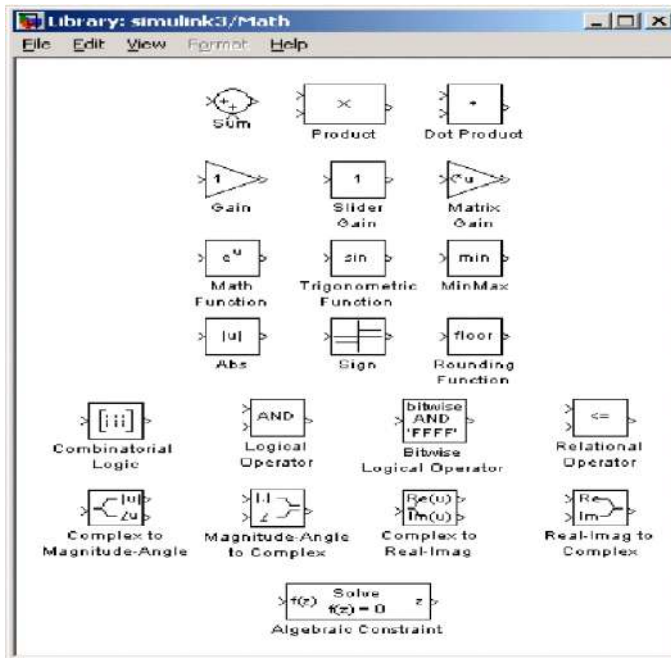 Library: simulink3/Math
File Edit View Format Help
Sum
×
Product
Dot Product
1
Gain
1
Slider
Gain
Matrix
Gain
e^u
Math
Function
sin
Trigonometric
Function
min
MinMax
|u|
Abs
Sign
floor
Rounding
Function
[iii]
Combinatorial
Logic
AND
Logical
Operator
bitwise
AND
'FFFF'
Bitwise
Logical Operator
<=
Relational
Operator
|u|
∠u
Complex to
Magnitude-Angle
Magnitude-Angle
to Complex
Re(u)
Im(u)
Complex to
Real-Imag
Re
Im
Real-Imag to
Complex
f(z) Solve z
f(z) = 0
Algebraic Constraint